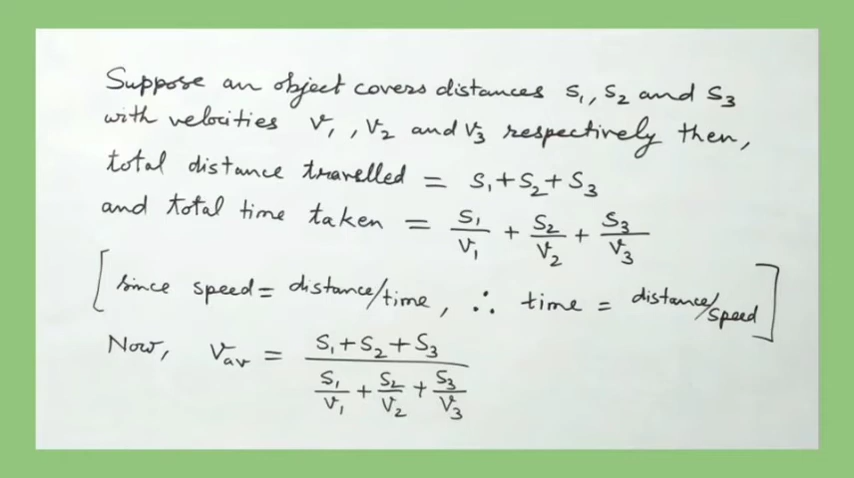 Suppose an object covers distances S₁, S₂ and S₃
with velocities V₁, V₂ and V₃ respectively then,
total distance travelled = S₁ + S₂ + S₃
and total time taken = S₁/V₁ + S₂/V₂ + S₃/V₃
[since speed = distance/time, ∴ time = distance/speed]
Now, Vav = (S₁ + S₂ + S₃) / (S₁/V₁ + S₂/V₂ + S₃/V₃)